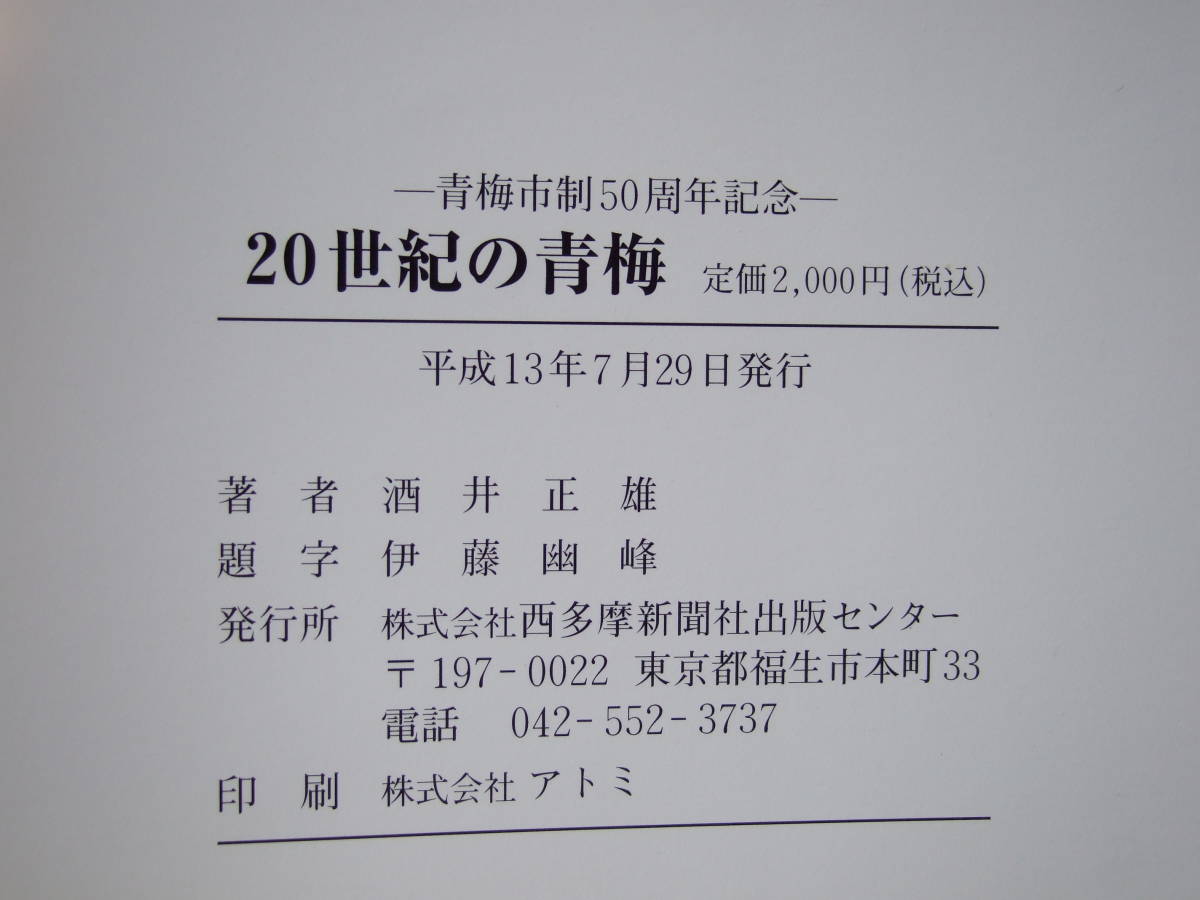 ―青梅市制50周年記念―
20世紀の青梅 定価2,000円(税込)
平成13年7月29日発行
著者 酒井正雄
題字 伊藤幽峰
発行所 株式会社西多摩新聞社出版センター
〒197-0022 東京都福生市本町33
電話 042-552-3737
印刷 株式会社アトミ